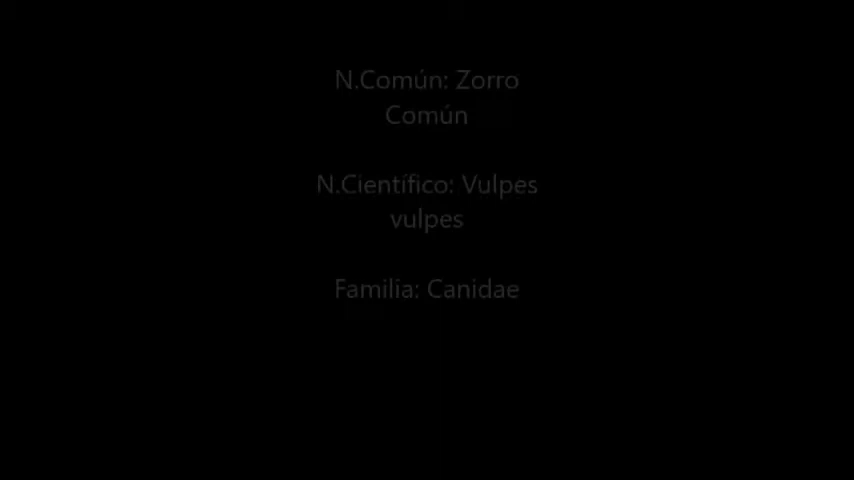 N.Común: Zorro
Común
N.Científico: Vulpes
vulpes
Familia: Canidae